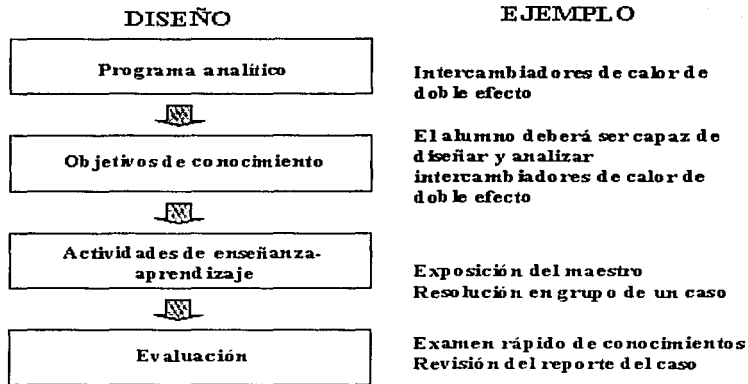 DISEÑO
EJEMPLO
Programa analítico
Intercambiadores de calor de
doble efecto
Objetivos de conocimiento
El alumno deberá ser capaz de
diseñar y analizar
intercambiadores de calor de
doble efecto
Actividades de enseñanza-
aprendizaje
Exposición del maestro
Resolución en grupo de un caso
Evaluación
Examen rápido de conocimientos
Revisión del reporte del caso